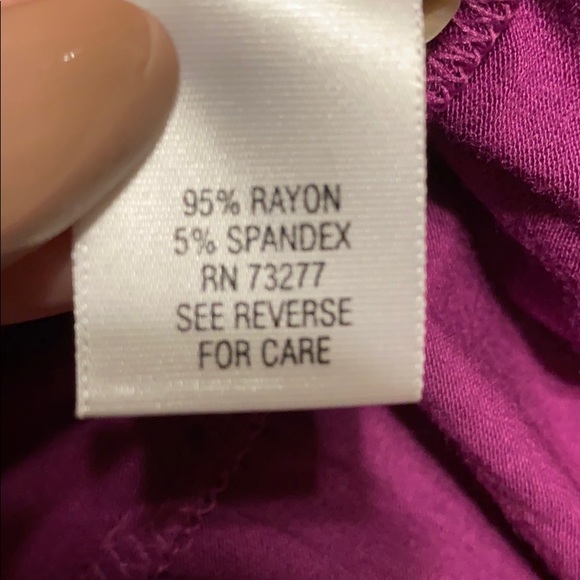 95% RAYON
5% SPANDEX
RN 73277
SEE REVERSE
FOR CARE